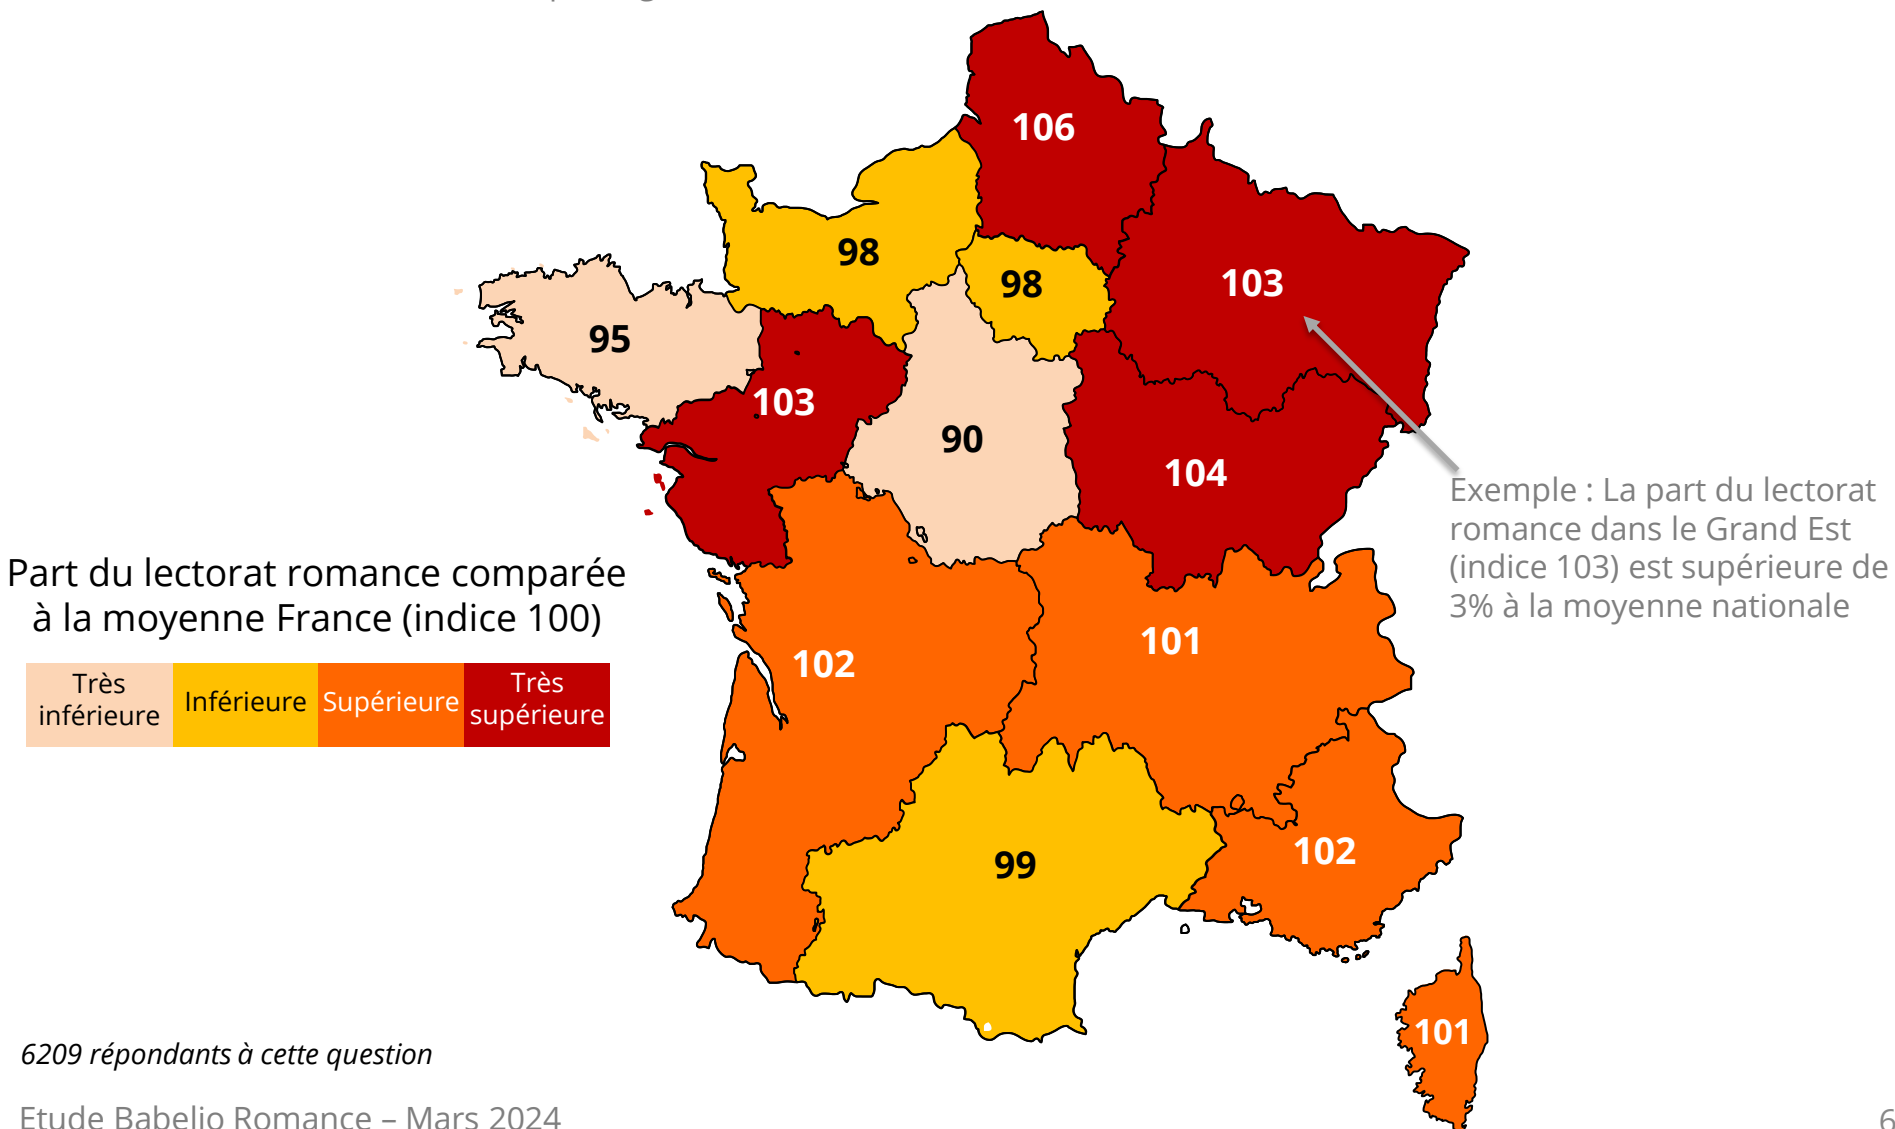 106
98
98
103
95
103
90
104
Exemple : La part du lectorat
romance dans le Grand Est
(indice 103) est supérieure de
3% à la moyenne nationale
Part du lectorat romance comparée
à la moyenne France (indice 100)
Très
inférieure
Inférieure
Supérieure
Très
supérieure
102
101
102
99
101
6209 répondants à cette question
Etude Babelio Romance – Mars 2024
6